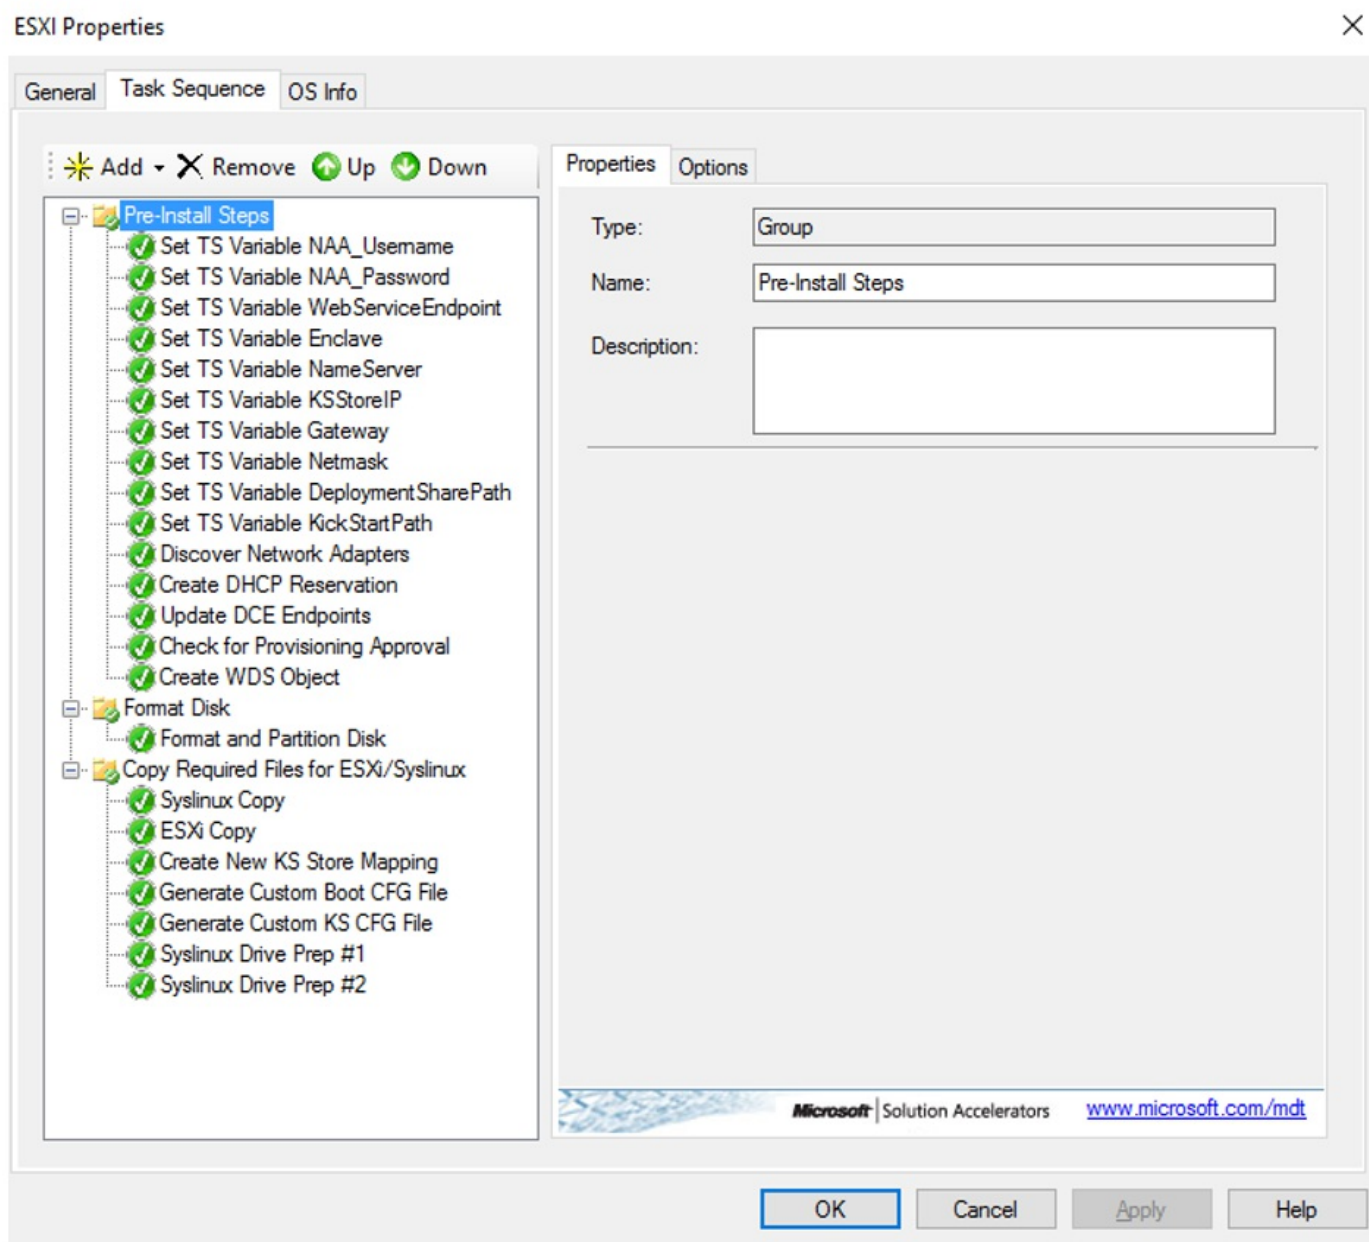 ESXI Properties
General Task Sequence OS Info
Add Remove Up Down
Pre-Install Steps
Set TS Variable NAA_Username
Set TS Variable NAA_Password
Set TS Variable WebServiceEndpoint
Set TS Variable Enclave
Set TS Variable NameServer
Set TS Variable KSStoreIP
Set TS Variable Gateway
Set TS Variable Netmask
Set TS Variable DeploymentSharePath
Set TS Variable KickStartPath
Discover Network Adapters
Create DHCP Reservation
Update DCE Endpoints
Check for Provisioning Approval
Create WDS Object
Format Disk
Format and Partition Disk
Copy Required Files for ESXi/Syslinux
Syslinux Copy
ESXi Copy
Create New KS Store Mapping
Generate Custom Boot CFG File
Generate Custom KS CFG File
Syslinux Drive Prep #1
Syslinux Drive Prep #2
Properties Options
Type: Group
Name: Pre-Install Steps
Description:
Microsoft Solution Accelerators www.microsoft.com/mdt
OK Cancel Apply Help